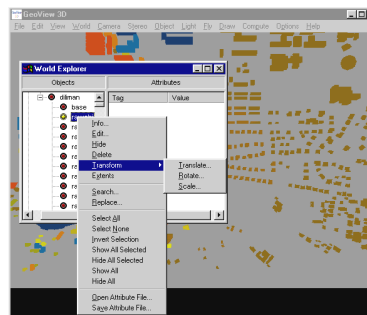 GeoView 3D
File Edit View World Camera Stereo Object Light Fly Draw Compute Options Help
World Explorer
Objects Attributes
diliman Tag Value
base
Info...
Edit...
Hide
Delete
Transform
Extents
Search...
Replace...
Select All
Select None
Invert Selection
Show All Selected
Hide All Selected
Show All
Hide All
Open Attribute File...
Save Attribute File...
Translate...
Rotate...
Scale...